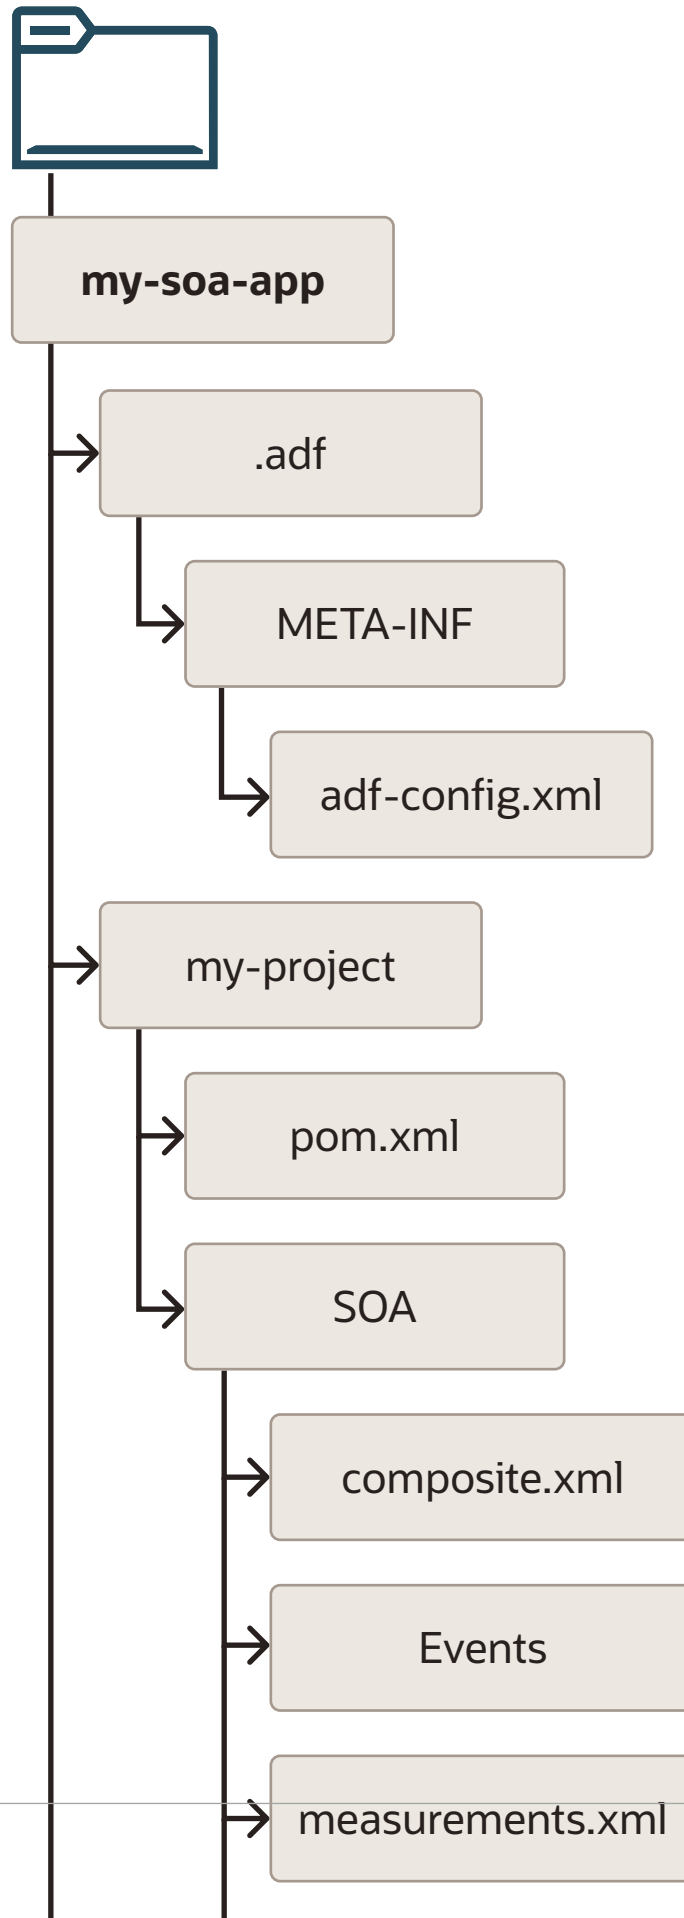 my-soa-app
.adf
META-INF
adf-config.xml
my-project
pom.xml
SOA
composite.xml
Events
measurements.xml